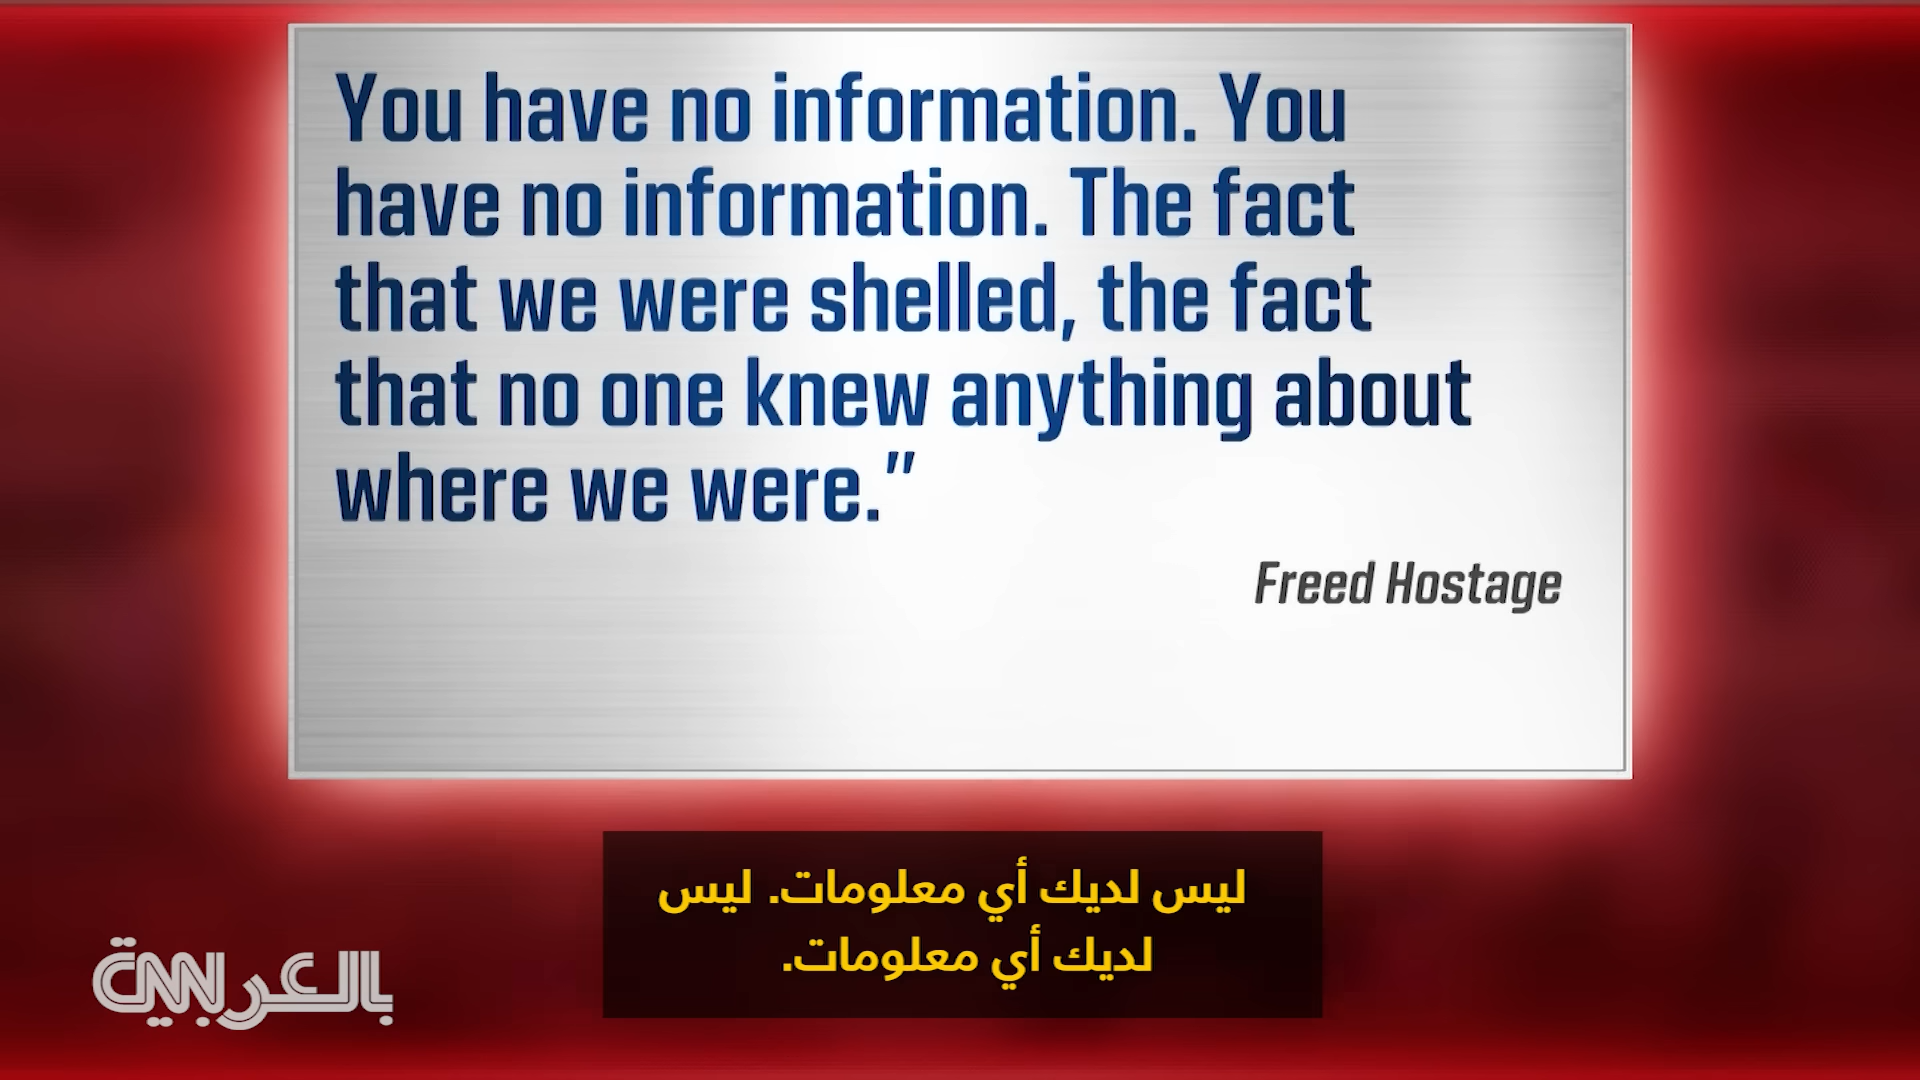 You have no information. You
have no information. The fact
that we were shelled, the fact
that no one knew anything about
where we were.”
Freed Hostage
ليس لديك أي معلومات. ليس
لديك أي معلومات.
CNN بالعربية